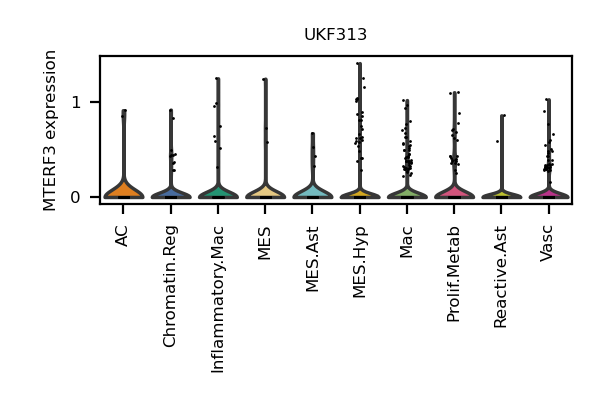 UKF313
MTERF3 expression
1
0
AC
Chromatin.Reg
Inflammatory.Mac
MES
MES.Ast
MES.Hyp
Mac
Prolif.Metab
Reactive.Ast
Vasc